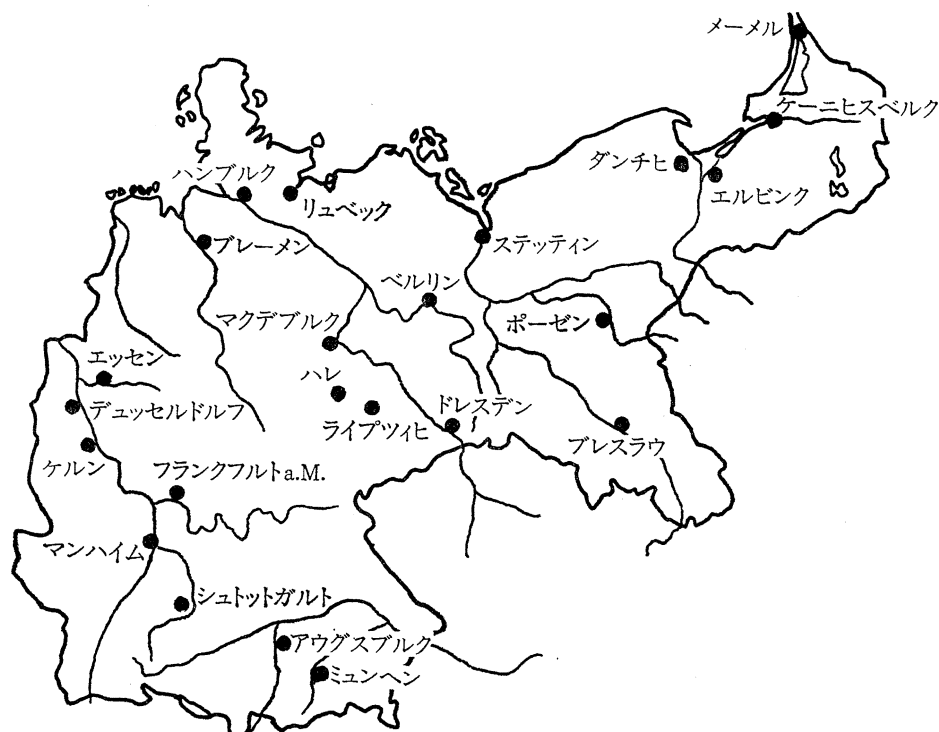 メーメル
ケーニヒスベルク
ダンチヒ
エルビンク
ハンブルク
リュベック
ブレーメン
ステッティン
ベルリン
マクデブルク
ポーゼン
エッセン
ハレ
デュッセルドルフ
ライプツィヒ
ドレスデン
ブレスラウ
ケルン
フランクフルトa.M.
マンハイム
シュトットガルト
アウグスブルク
ミュンヘン